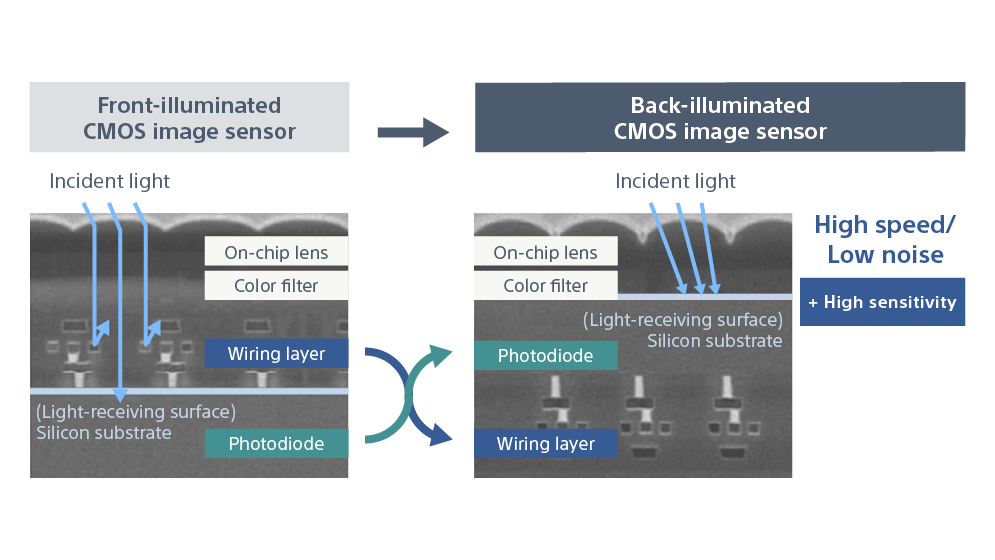 Front-illuminated
CMOS image sensor
Back-illuminated
CMOS image sensor
Incident light
On-chip lens
Color filter
Wiring layer
(Light-receiving surface)
Silicon substrate
Photodiode
Incident light
On-chip lens
Color filter
(Light-receiving surface)
Silicon substrate
Photodiode
Wiring layer
High speed/
Low noise
+ High sensitivity